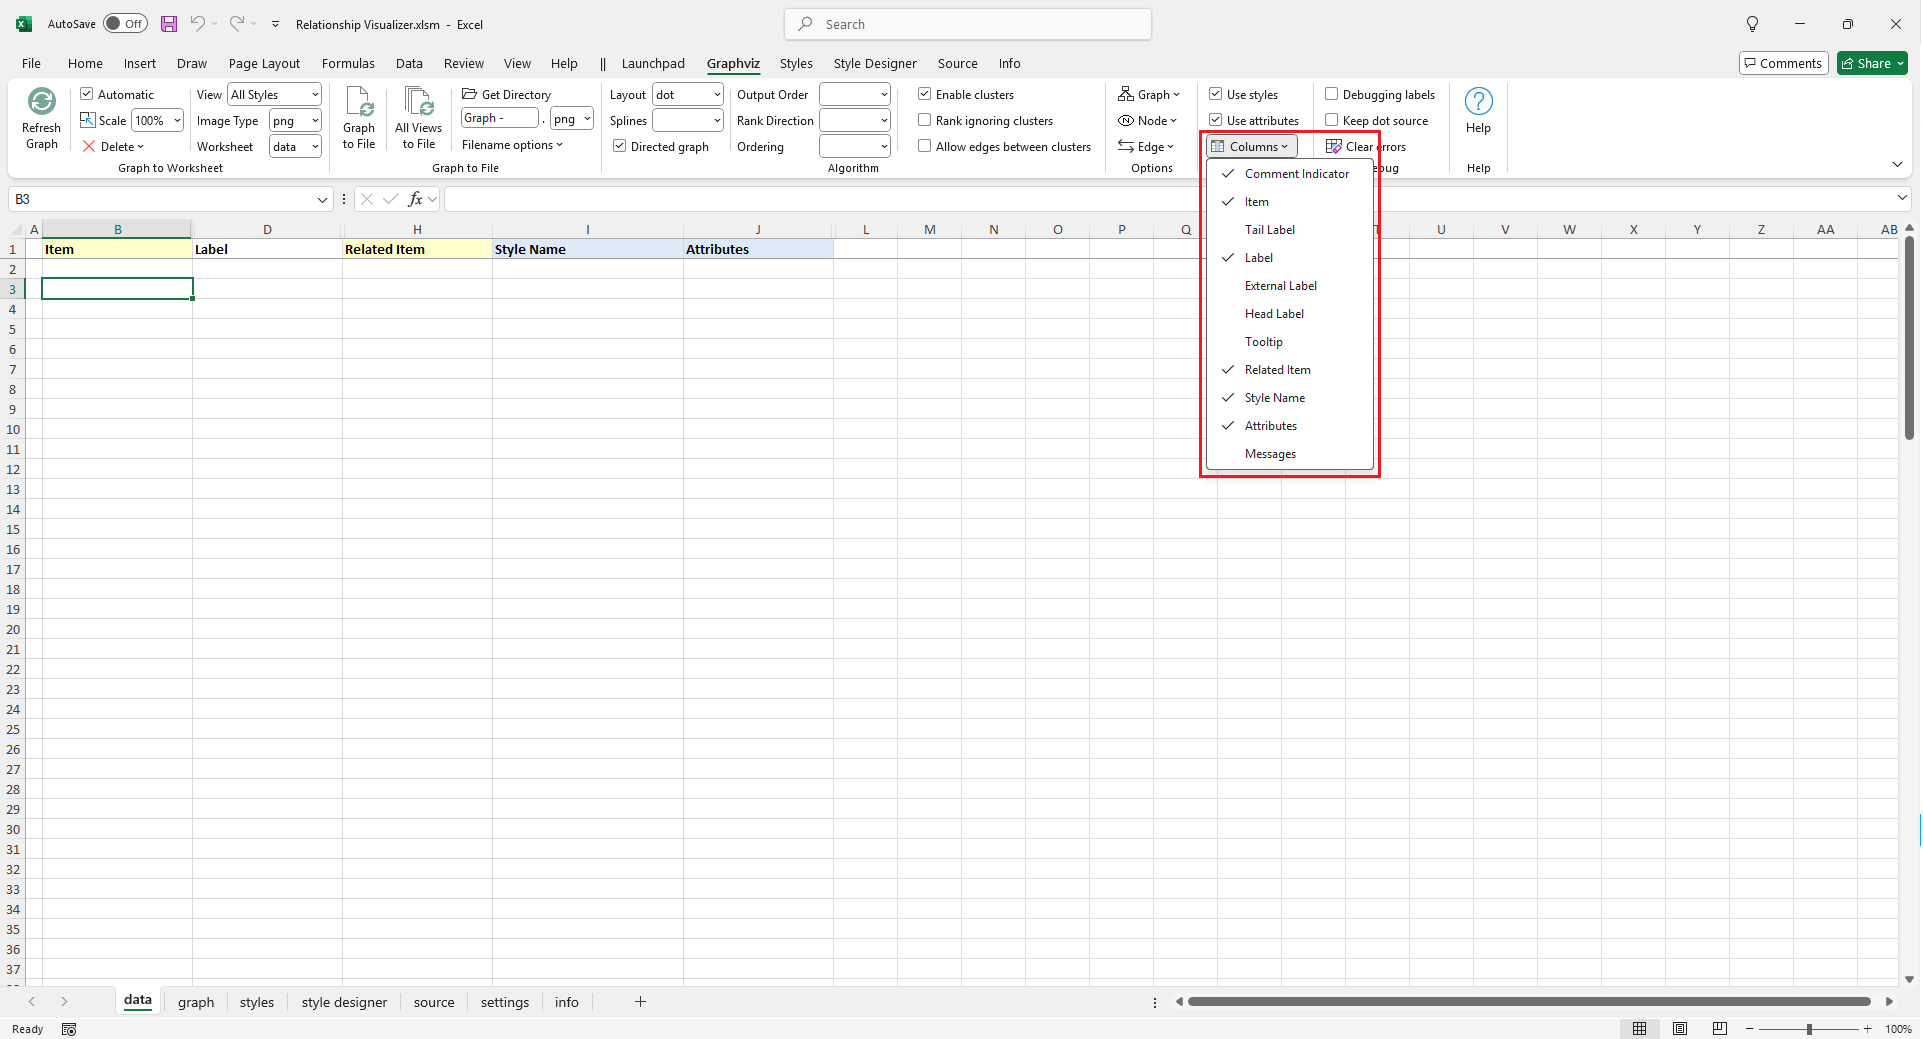 AutoSave Off Relationship Visualizer.xlsm - Excel Search
File Home Insert Draw Page Layout Formulas Data Review View Help || Launchpad Graphviz Styles Style Designer Source Info Comments Share
Refresh Graph
Automatic
Scale 100%
Delete
View All Styles
Image Type png
Worksheet data
Graph to Worksheet
Graph to File
All Views to File
Get Directory
Graph - . png
Filename options
Graph to File
Layout dot
Splines
Directed graph
Output Order
Rank Direction
Ordering
Enable clusters
Rank ignoring clusters
Allow edges between clusters
Algorithm
Graph
Node
Edge
Options
Use styles
Use attributes
Columns
Debugging labels
Keep dot source
Clear errors
ebug
Help
Help
Comment Indicator
Item
Tail Label
Label
External Label
Head Label
Tooltip
Related Item
Style Name
Attributes
Messages
B3 fx
A B D H I J L M N O P Q T U V W X Y Z AA AB
1 Item Label Related Item Style Name Attributes
2
3
4
5
6
7
8
9
10
11
12
13
14
15
16
17
18
19
20
21
22
23
24
25
26
27
28
29
30
31
32
33
34
35
36
37
data graph styles style designer source settings info
Ready 100%